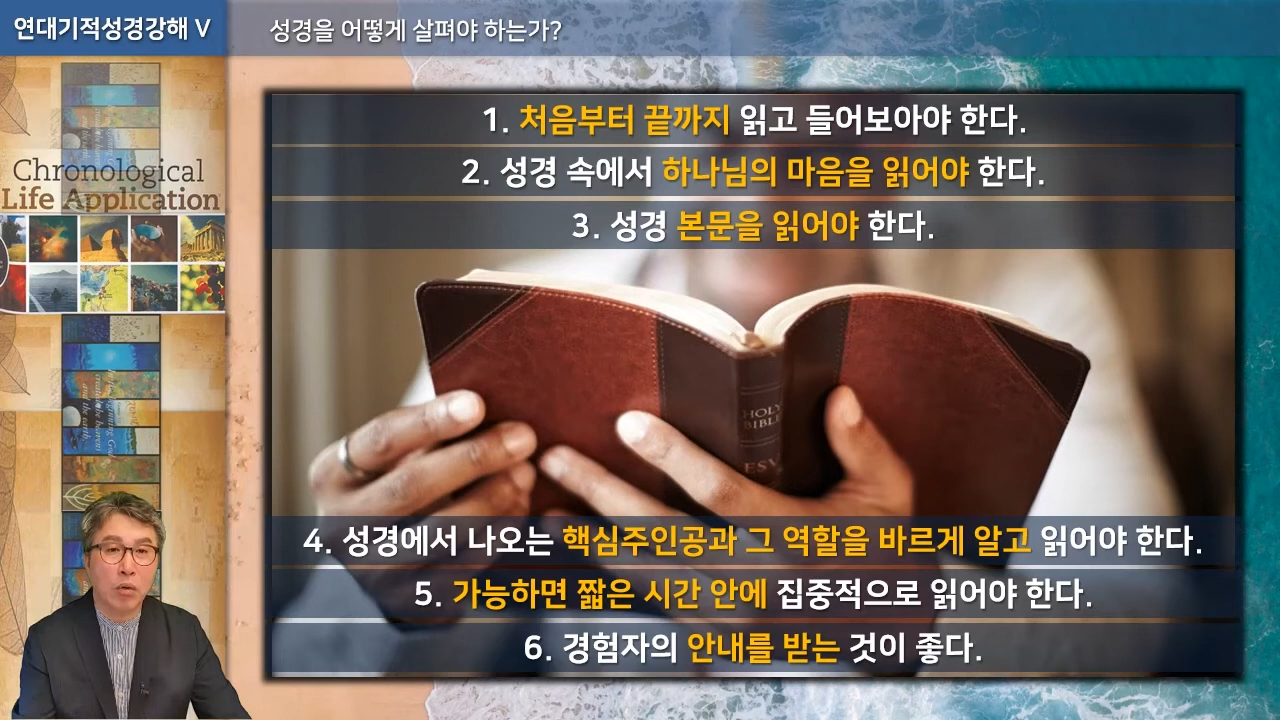 연대기적성경강해 V
성경을 어떻게 살펴야 하는가?
Chronological
Life Application
1. 처음부터 끝까지 읽고 들어보아야 한다.
2. 성경 속에서 하나님의 마음을 읽어야 한다.
3. 성경 본문을 읽어야 한다.
HOLY
BIBLE
ESV
4. 성경에서 나오는 핵심주인공과 그 역할을 바르게 알고 읽어야 한다.
5. 가능하면 짧은 시간 안에 집중적으로 읽어야 한다.
6. 경험자의 안내를 받는 것이 좋다.